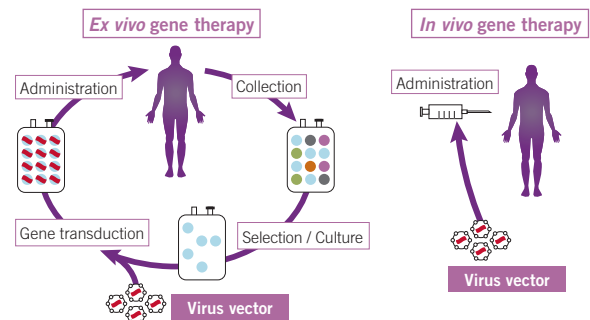 Ex vivo gene therapy
In vivo gene therapy
Administration
Collection
Administration
Gene transduction
Selection / Culture
Virus vector
Virus vector